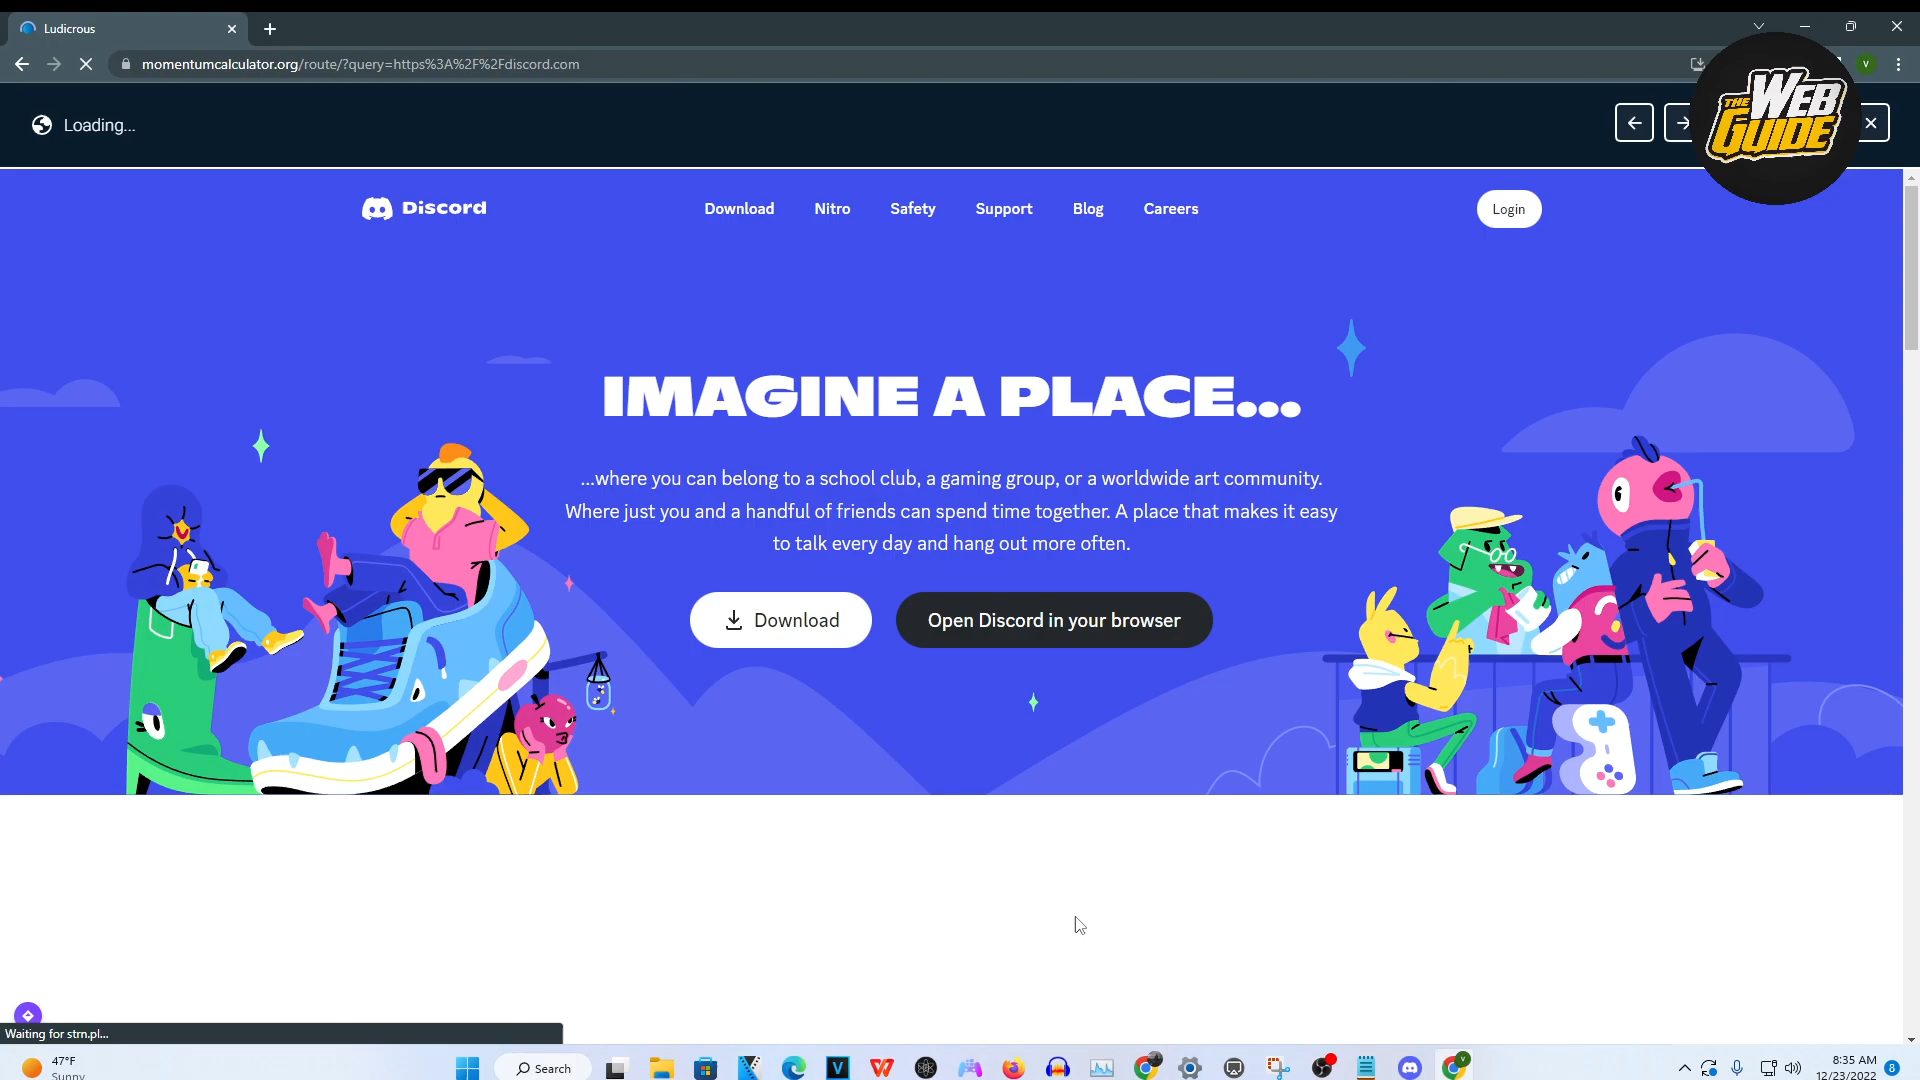 Ludicrous
momentumcalculator.org/route/?query=https%3A%2F%2Fdiscord.com
V
Loading...
THE WEB GUIDE
Discord
Download
Nitro
Safety
Support
Blog
Careers
Login
IMAGINE A PLACE...
...where you can belong to a school club, a gaming group, or a worldwide art community.
Where just you and a handful of friends can spend time together. A place that makes it easy
to talk every day and hang out more often.
Download
Open Discord in your browser
Waiting for strn.pl...
47°F
Sunny
Search
8:35 AM
12/23/2022
8